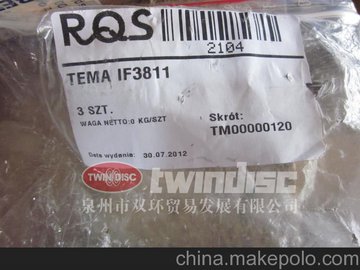 RQS
2104
TEMA IF3811
3 SZT.
WAGA NETTO:0 KG/SZT
Skrót:
TM00000120
Data wydania: 30.07.2012
TWIN DISC
twindisc
泉州市双环贸易发展有限公司
china.makepolo.com